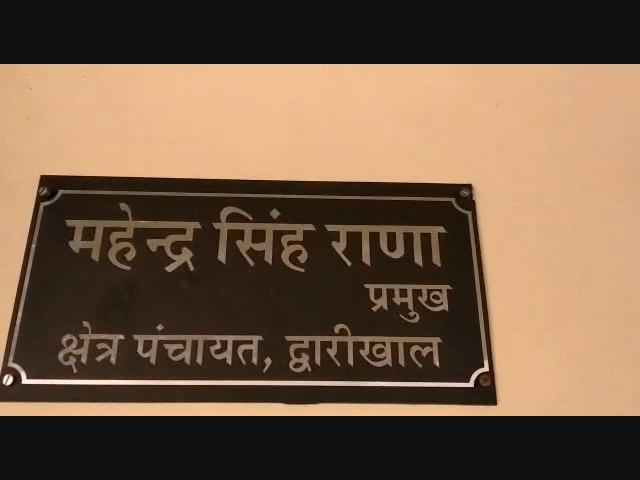 महेन्द्र सिंह राणा
प्रमुख
क्षेत्र पंचायत, द्वारीखाल